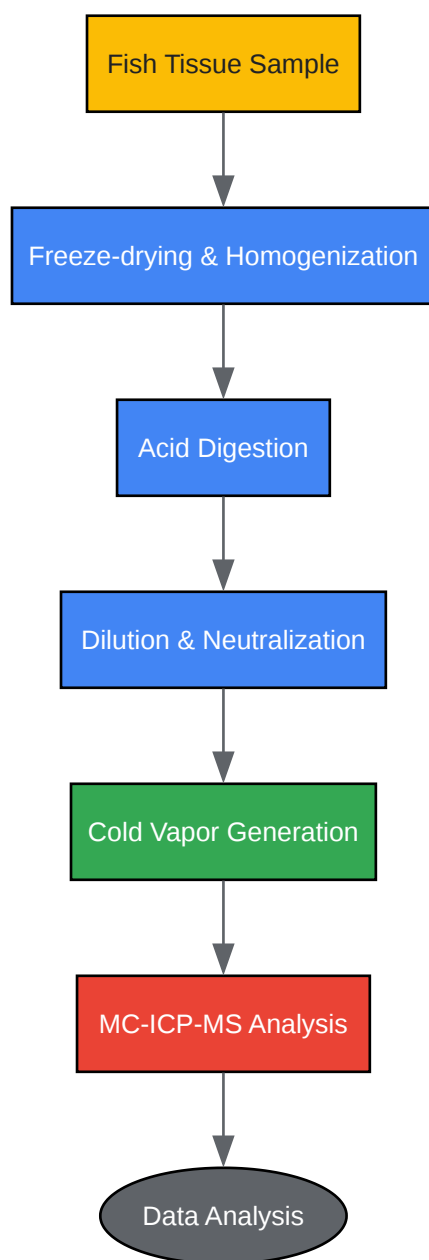 Fish Tissue Sample
Freeze-drying & Homogenization
Acid Digestion
Dilution & Neutralization
Cold Vapor Generation
MC-ICP-MS Analysis
Data Analysis